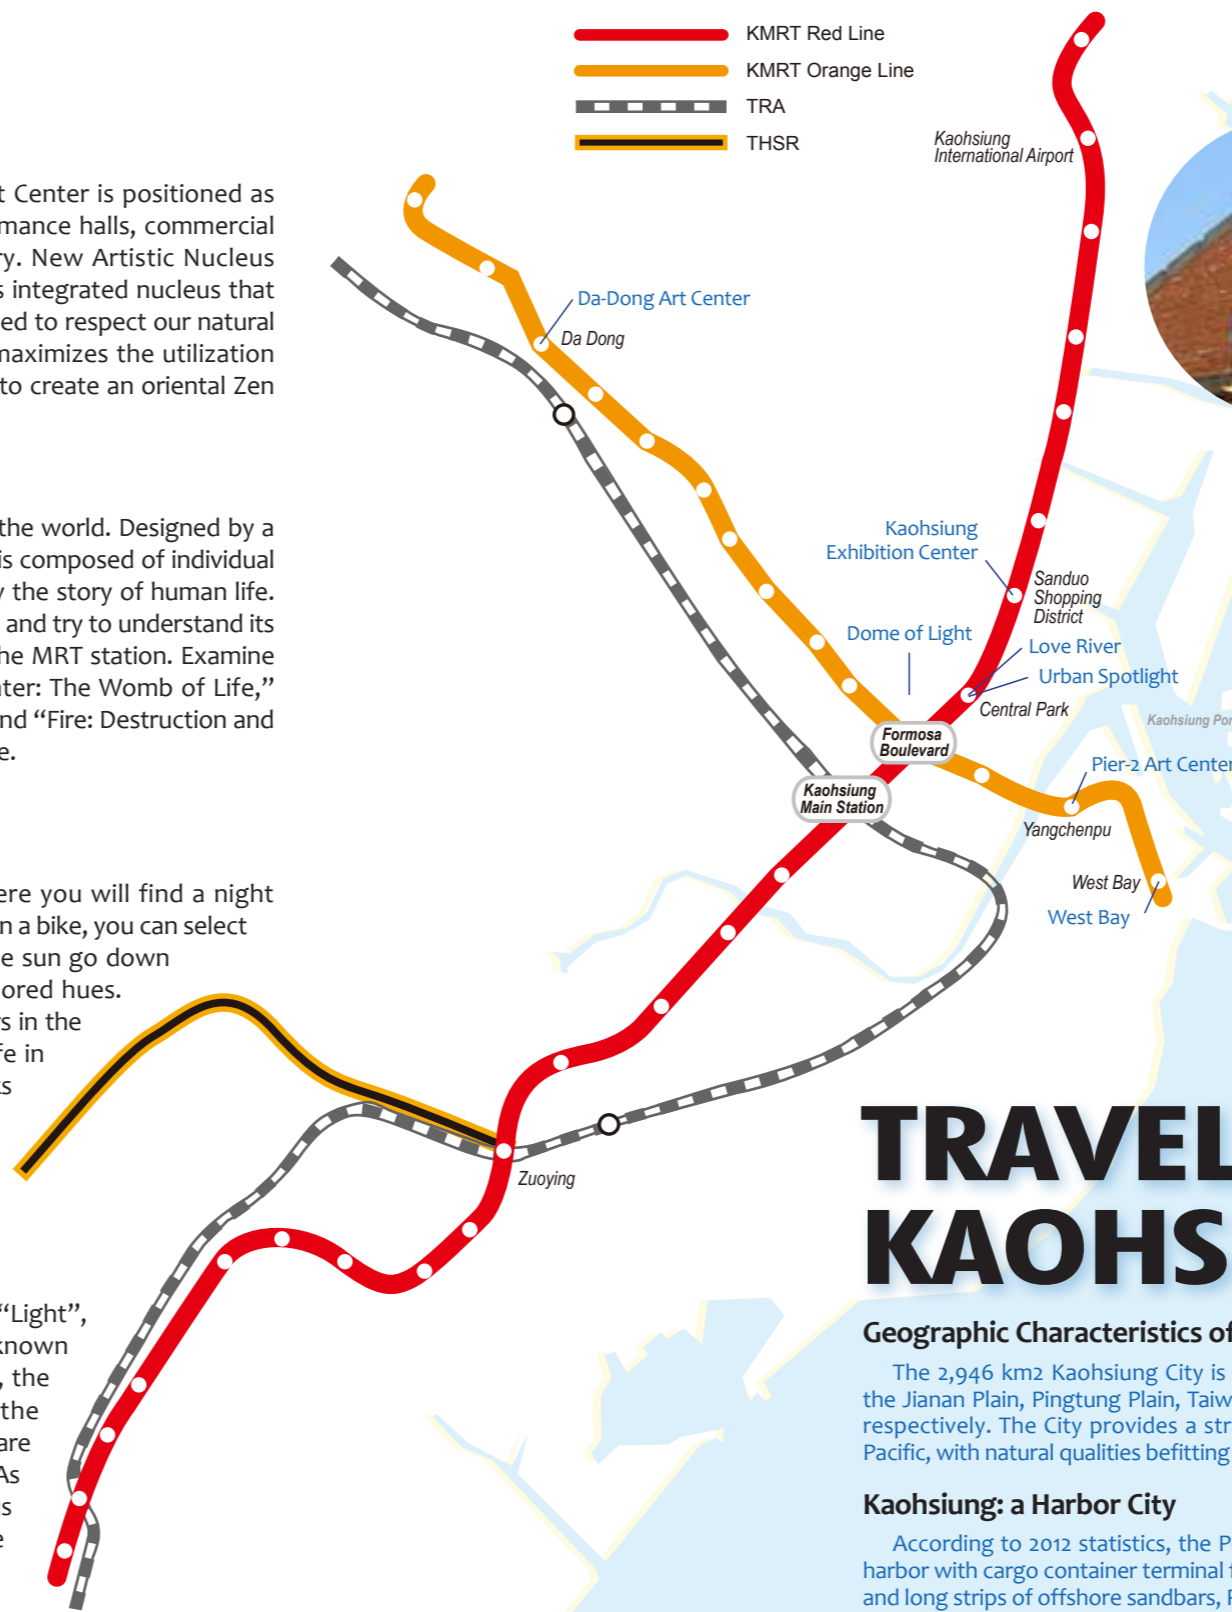 KMRT Red Line
KMRT Orange Line
TRA
THSR
Kaohsiung
International Airport
t Center is positioned as
mance halls, commercial
ry. New Artistic Nucleus
s integrated nucleus that
ed to respect our natural
maximizes the utilization
to create an oriental Zen
Da-Dong Art Center
Da Dong
the world. Designed by a
is composed of individual
y the story of human life.
and try to understand its
he MRT station. Examine
ater: The Womb of Life,”
nd “Fire: Destruction and
e.
Kaohsiung
Exhibition Center
Sanduo
Shopping
District
Dome of Light
Love River
Urban Spotlight
Central Park
Kaohsiung Por
Formosa
Boulevard
Pier-2 Art Center
Kaohsiung
Main Station
Yangchenpu
West Bay
West Bay
ere you will find a night
n a bike, you can select
e sun go down
ored hues.
s in the
fe in
ks
Zuoying
“Light”,
known
, the
the
are
As
us
e
TRAVEL
KAOHS
Geographic Characteristics of
The 2,946 km2 Kaohsiung City is
the Jianan Plain, Pingtung Plain, Taiw
respectively. The City provides a str
Pacific, with natural qualities befitting
Kaohsiung: a Harbor City
According to 2012 statistics, the P
harbor with cargo container terminal f
and long strips of offshore sandbars, P